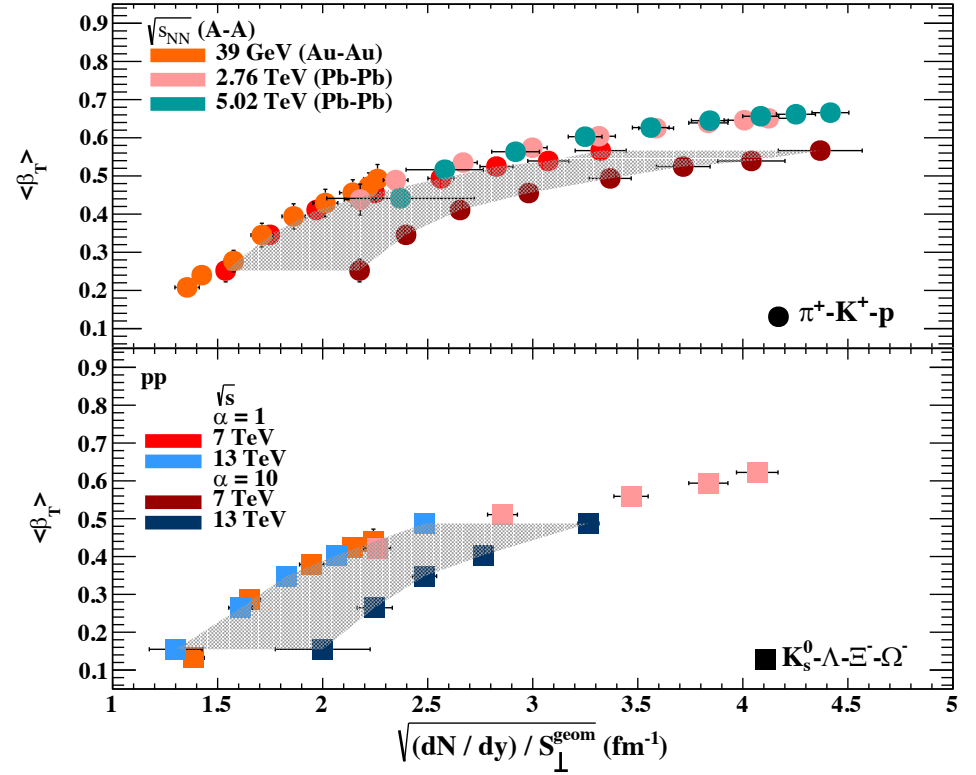 √s_NN (A-A)
39 GeV (Au-Au)
2.76 TeV (Pb-Pb)
5.02 TeV (Pb-Pb)
0.9
0.8
0.7
0.6
0.5
0.4
0.3
0.2
0.1
<β_T>
π⁺-K⁺-p
pp
√s
α = 1
7 TeV
13 TeV
α = 10
7 TeV
13 TeV
0.9
0.8
0.7
0.6
0.5
0.4
0.3
0.2
0.1
<β_T>
K⁰_s-Λ-Ξ⁻-Ω⁻
1 1.5 2 2.5 3 3.5 4 4.5 5
√(dN / dy) / S_⊥^geom (fm⁻¹)